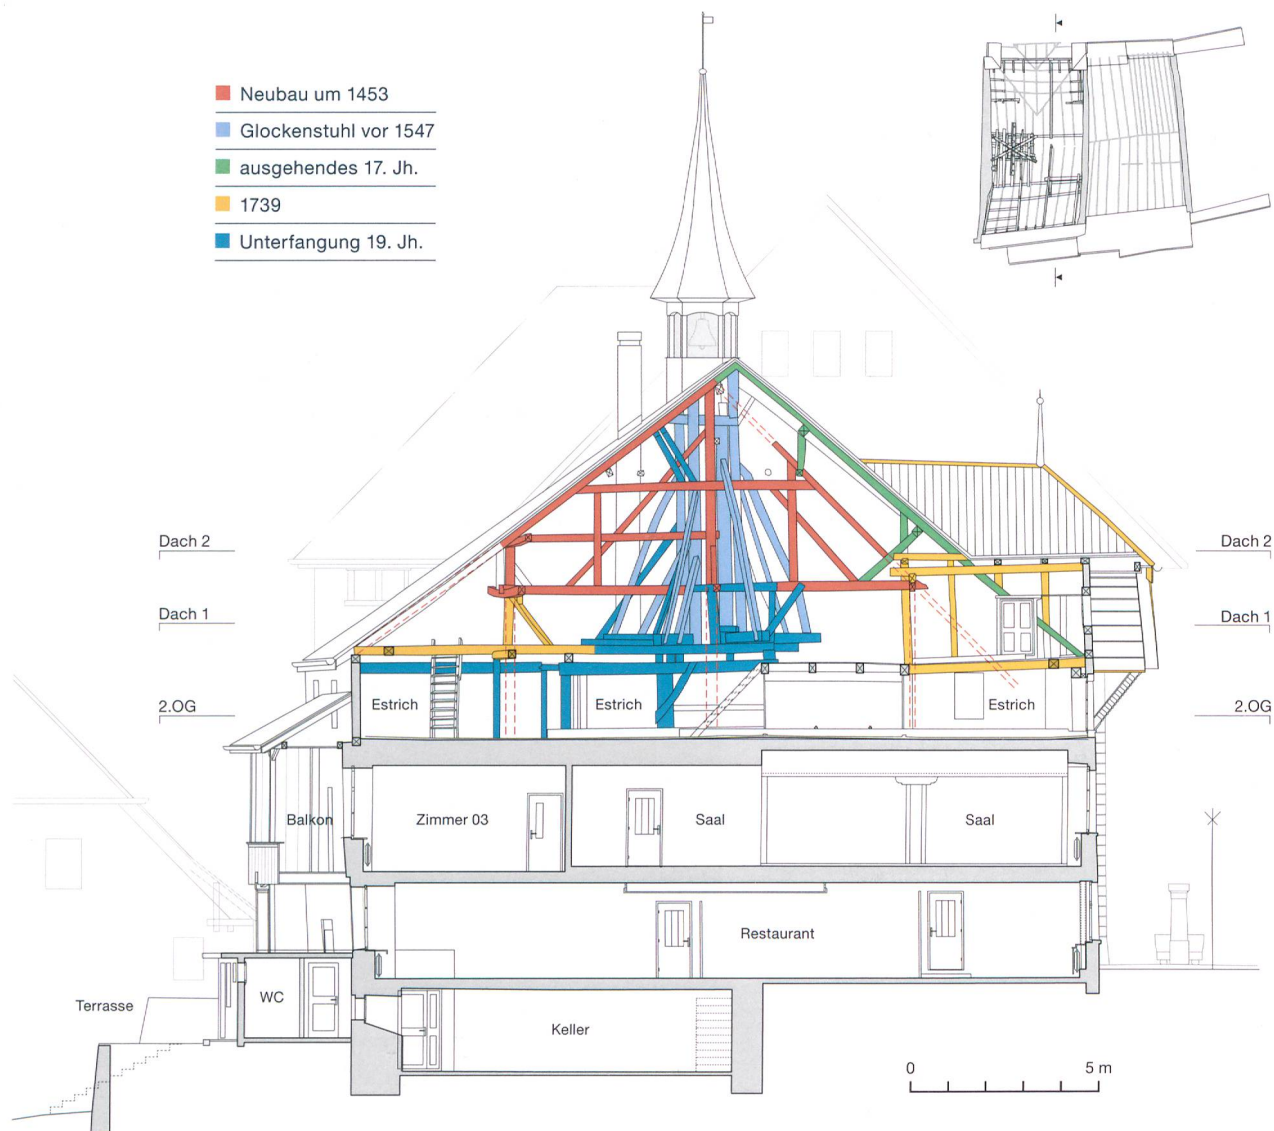 Neubau um 1453
Glockenstuhl vor 1547
ausgehendes 17. Jh.
1739
Unterfangung 19. Jh.
Dach 2
Dach 2
Dach 1
Dach 1
2.OG
2.OG
Estrich
Estrich
Estrich
Balkon
Zimmer 03
Saal
Saal
Restaurant
WC
Terrasse
Keller
0
5 m